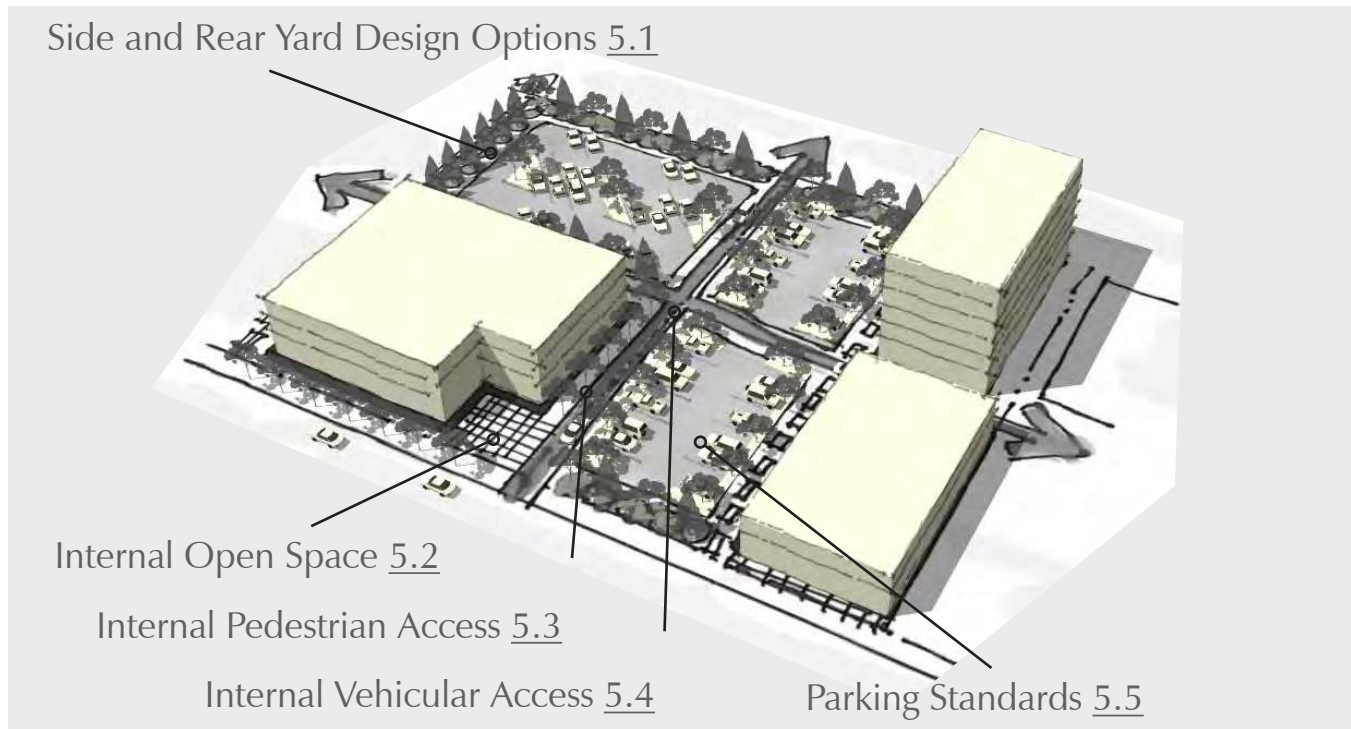 Side and Rear Yard Design Options 5.1
Internal Open Space 5.2
Internal Pedestrian Access 5.3
Internal Vehicular Access 5.4
Parking Standards 5.5